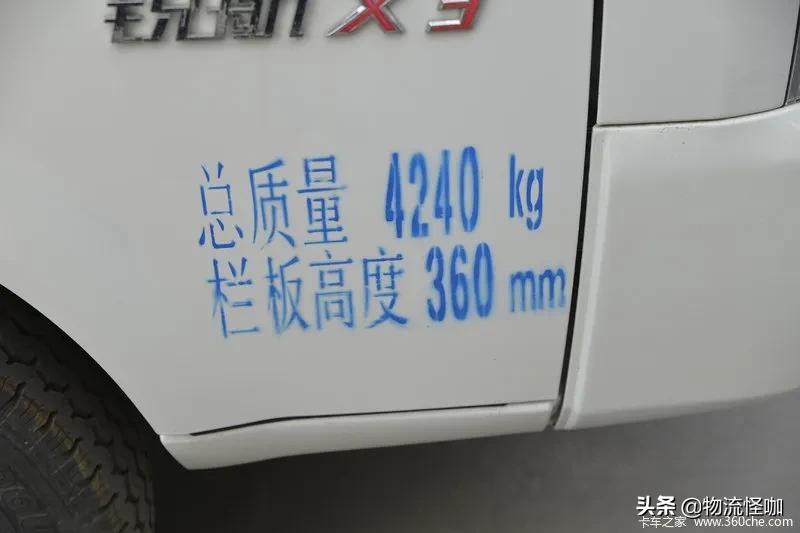 X3
总质量 4240 kg
栏板高度 360 mm
头条 @物流怪咖
卡车之家 www.360che.com